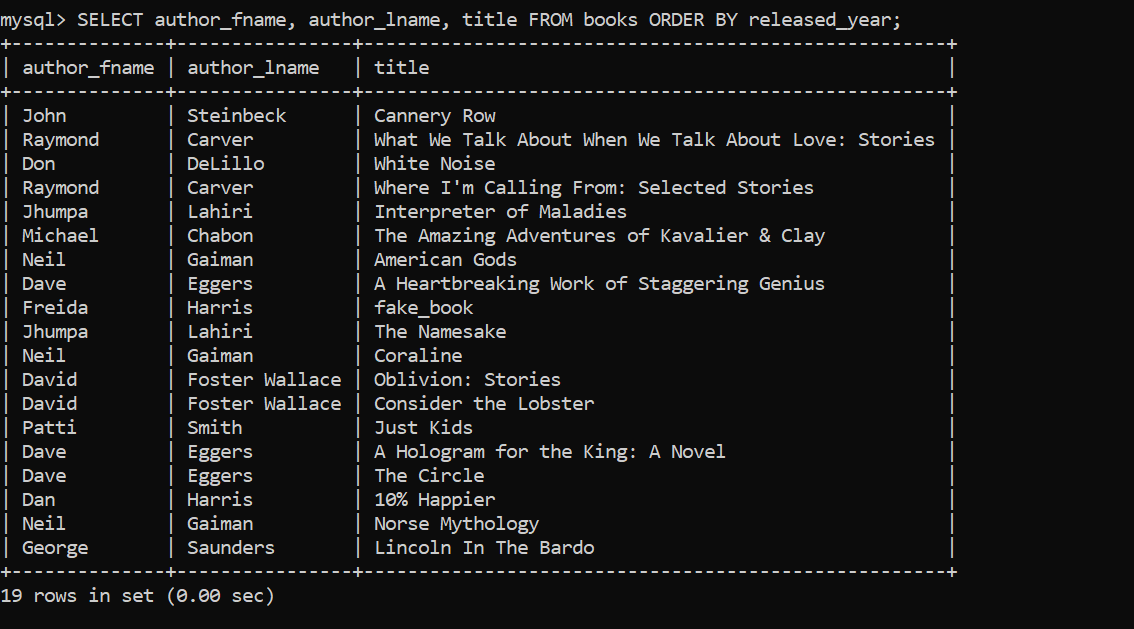 mysql> SELECT author_fname, author_lname, title FROM books ORDER BY released_year;
+--------------+----------------+-----------------------------------------------------+
| author_fname | author_lname   | title                                               |
+--------------+----------------+-----------------------------------------------------+
| John         | Steinbeck      | Cannery Row                                         |
| Raymond      | Carver         | What We Talk About When We Talk About Love: Stories |
| Don          | DeLillo        | White Noise                                         |
| Raymond      | Carver         | Where I'm Calling From: Selected Stories            |
| Jhumpa       | Lahiri         | Interpreter of Maladies                             |
| Michael      | Chabon         | The Amazing Adventures of Kavalier & Clay           |
| Neil         | Gaiman         | American Gods                                       |
| Dave         | Eggers         | A Heartbreaking Work of Staggering Genius           |
| Freida       | Harris         | fake_book                                           |
| Jhumpa       | Lahiri         | The Namesake                                        |
| Neil         | Gaiman         | Coraline                                            |
| David        | Foster Wallace | Oblivion: Stories                                   |
| David        | Foster Wallace | Consider the Lobster                                |
| Patti        | Smith          | Just Kids                                           |
| Dave         | Eggers         | A Hologram for the King: A Novel                    |
| Dave         | Eggers         | The Circle                                          |
| Dan          | Harris         | 10% Happier                                         |
| Neil         | Gaiman         | Norse Mythology                                     |
| George       | Saunders       | Lincoln In The Bardo                                |
+--------------+----------------+-----------------------------------------------------+
19 rows in set (0.00 sec)